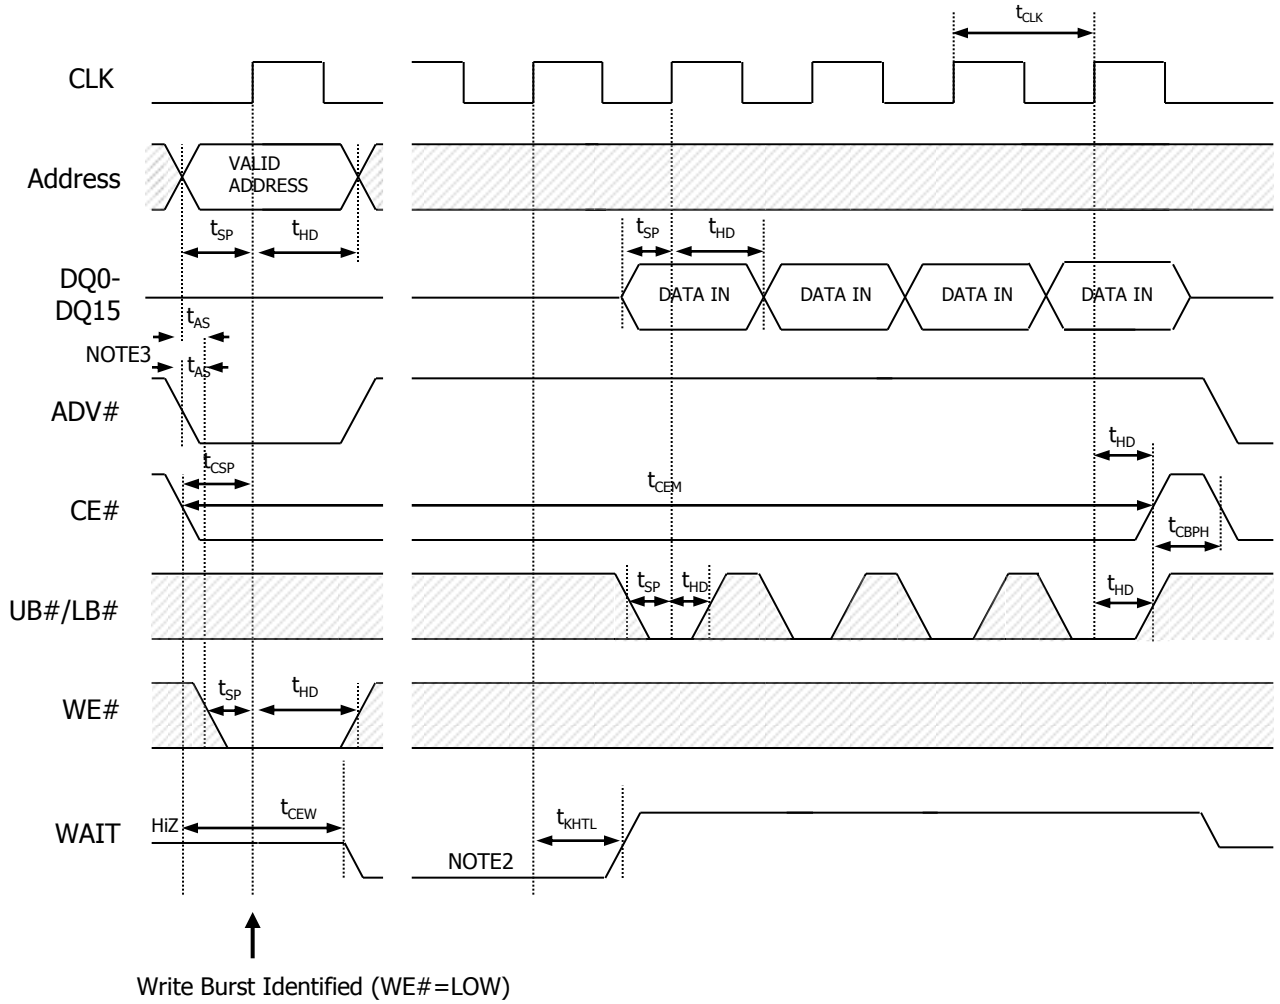 tCLK
CLK
Address
VALID
ADDRESS
tSP
tHD
tSP
tHD
DQ0-
DQ15
DATA IN
DATA IN
DATA IN
DATA IN
tAS
NOTE3
tAS
ADV#
tHD
tCSP
tCEM
CE#
tCBPH
tSP
tHD
tHD
UB#/LB#
tSP
tHD
WE#
HiZ
tCEW
tKHTL
WAIT
NOTE2
Write Burst Identified (WE#=LOW)